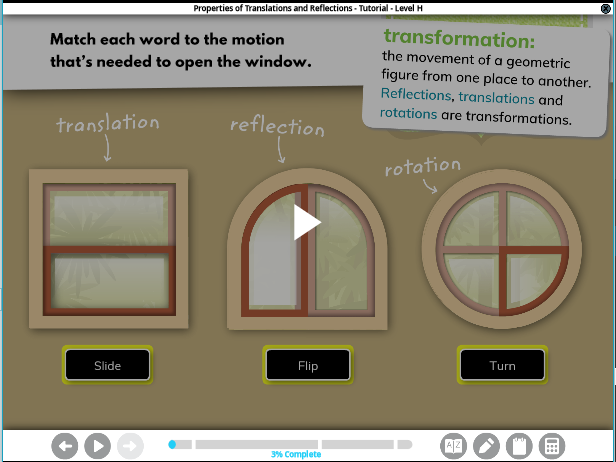 Properties of Translations and Reflections - Tutorial - Level H
Match each word to the motion
that's needed to open the window.
transformation:
the movement of a geometric
figure from one place to another.
Reflections, translations and
rotations are transformations.
translation
reflection
rotation
Slide
Flip
Turn
3% Complete
AZ